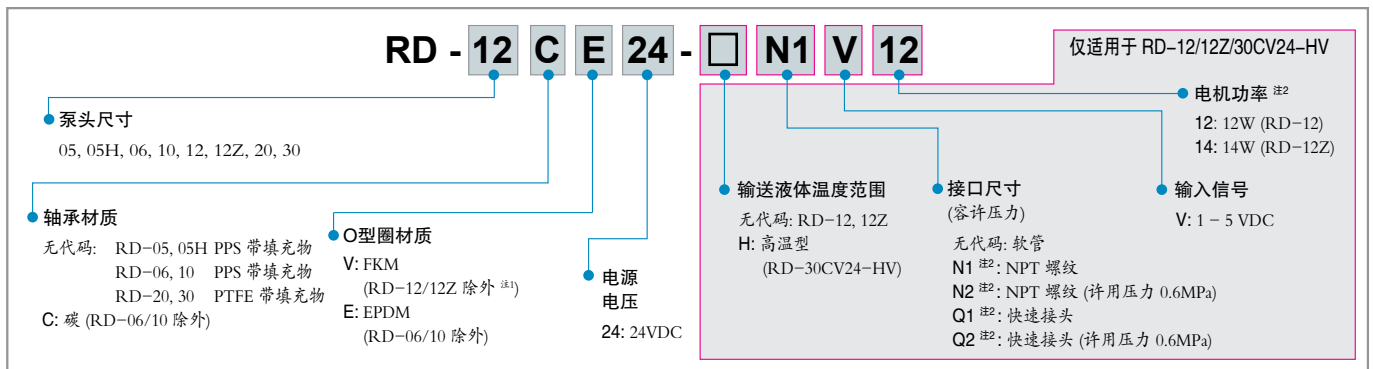 RD - 12 C E 24 - □ N1 V 12
仅适用于 RD-12/12Z/30CV24-HV
泵头尺寸
05, 05H, 06, 10, 12, 12Z, 20, 30
轴承材质
无代码: RD-05, 05H PPS 带填充物
RD-06, 10 PPS 带填充物
RD-20, 30 PTFE 带填充物
C: 碳 (RD-06/10 除外)
O型圈材质
V: FKM
(RD-12/12Z 除外 注1)
E: EPDM
(RD-06/10 除外)
电源
电压
24: 24VDC
输送液体温度范围
无代码: RD-12, 12Z
H: 高温型
(RD-30CV24-HV)
接口尺寸
(容许压力)
无代码: 软管
N1 注2: NPT 螺纹
N2 注2: NPT 螺纹 (许用压力 0.6MPa)
Q1 注2: 快速接头
Q2 注2: 快速接头 (许用压力 0.6MPa)
输入信号
V: 1 - 5 VDC
电机功率 注2
12: 12W (RD-12)
14: 14W (RD-12Z)